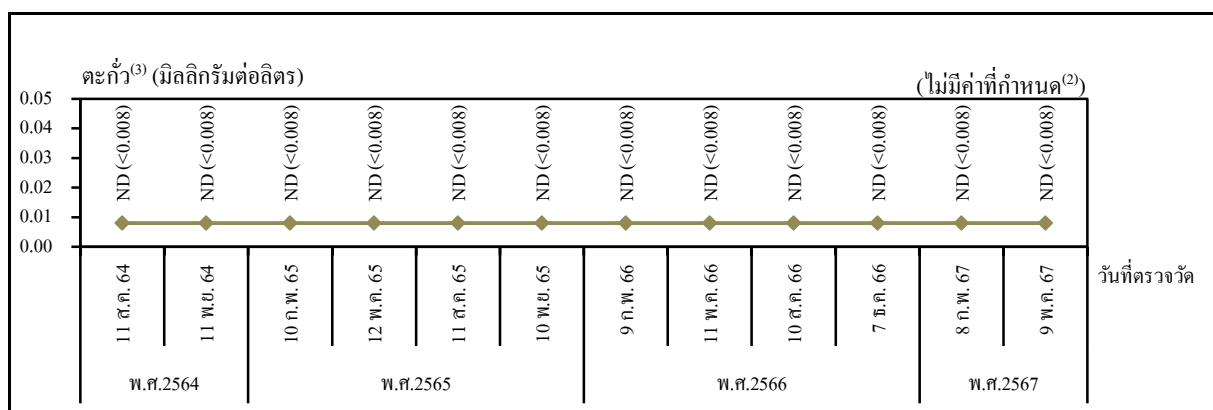 ตะกั่ว(3) (มิลลิกรัมต่อลิตร)
(ไม่มีค่าที่กำหนด(2))
0.05
0.04
0.03
0.02
0.01
0.00
ND (<0.008)
ND (<0.008)
ND (<0.008)
ND (<0.008)
ND (<0.008)
ND (<0.008)
ND (<0.008)
ND (<0.008)
ND (<0.008)
ND (<0.008)
ND (<0.008)
ND (<0.008)
11 ส.ค. 64
11 พ.ย. 64
10 ก.พ. 65
12 พ.ค. 65
11 ส.ค. 65
10 พ.ย. 65
9 ก.พ. 66
11 พ.ค. 66
10 ส.ค. 66
7 ธ.ค. 66
8 ก.พ. 67
9 พ.ค. 67
วันที่ตรวจวัด
พ.ศ.2564
พ.ศ.2565
พ.ศ.2566
พ.ศ.2567